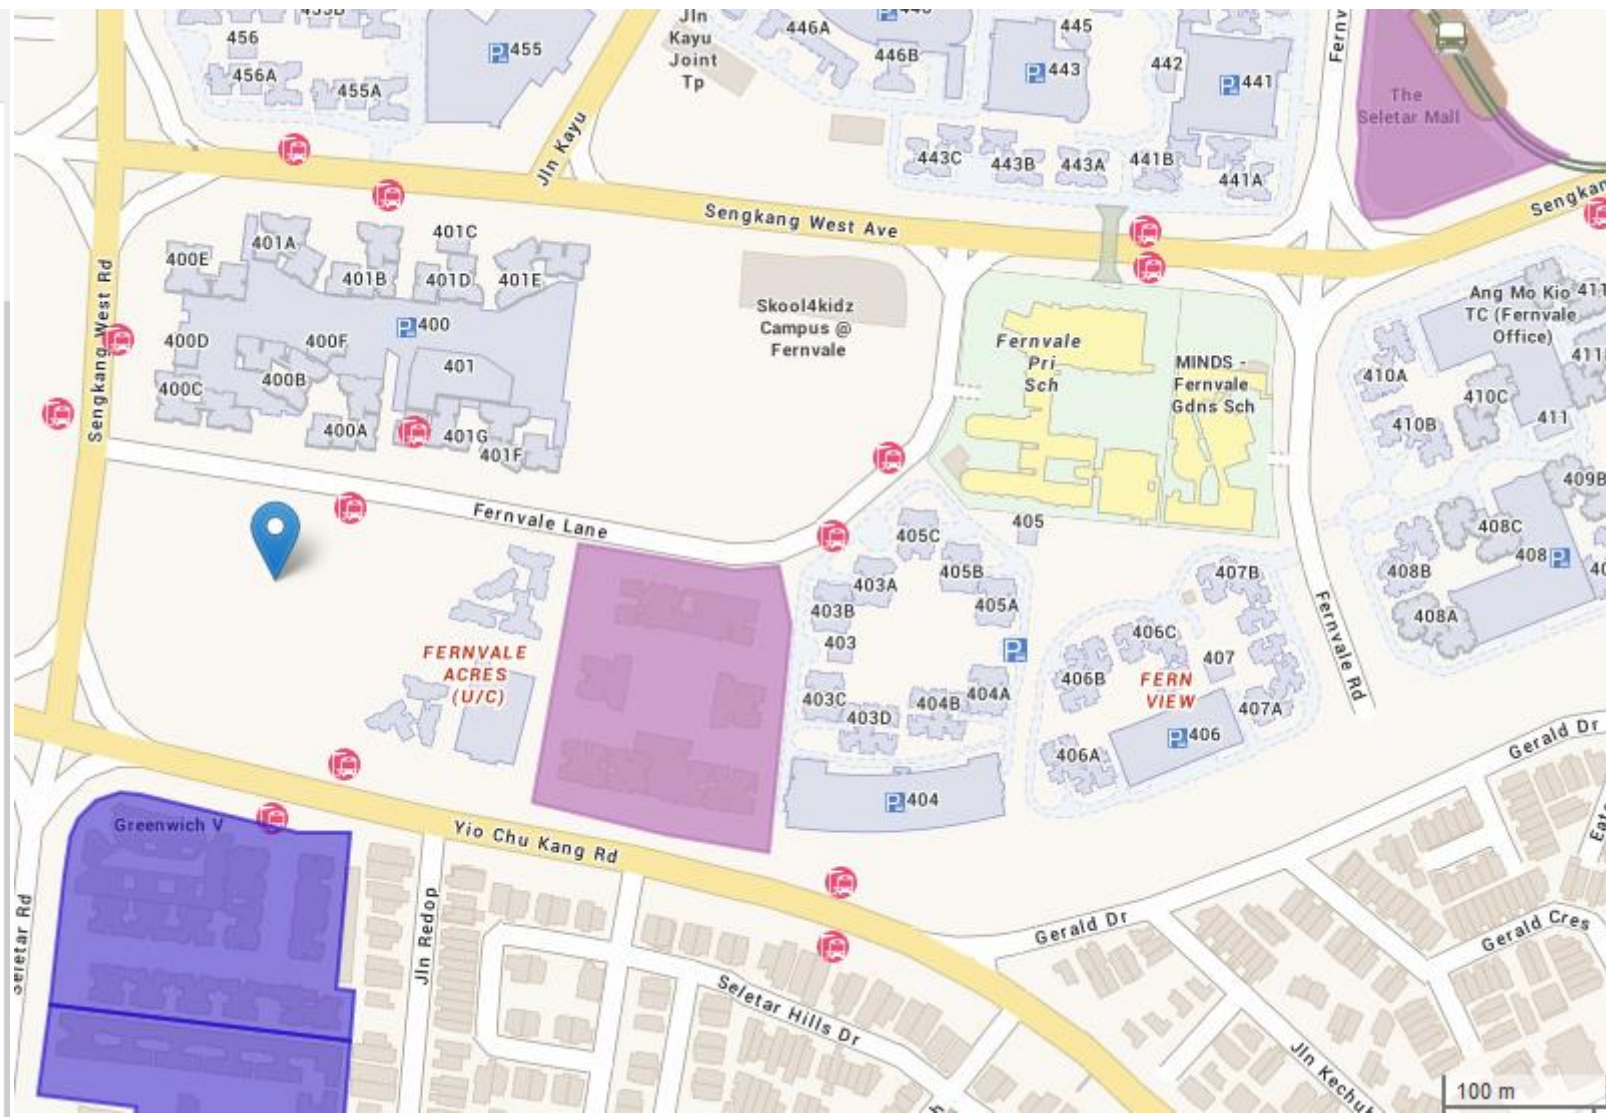 456
455
456A
455A
Jln
Kayu
Joint
Tp
446A
446B
445
443
442
441
The
Seletar Mall
Jln Kayu
443C
443B
443A
441B
441A
Sengkang West Ave
400E
401A
401C
401B
401D
401E
400
400D
400F
401
400B
400C
400A
401G
401F
Sengkang West Rd
Skool4kidz
Campus @
Fernvale
Fernvale
Pri
Sch
MINDS -
Fernvale
Gdns Sch
Ang Mo Kio
TC (Fernvale
Office)
410A
410C
410B
411
409B
408C
408
408B
408A
Fernvale Lane
405
405C
405B
403A
405A
403B
403
403C
403D
404B
404A
404
407B
406C
407
406B
FERN
VIEW
407A
406
406A
Fernvale Rd
FERNVALE
ACRES
(U/C)
Greenwich V
Yio Chu Kang Rd
Gerald Dr
Gerald Dr
Gerald Cres
Seletar Rd
Jln Redop
Seletar Hills Dr
100 m